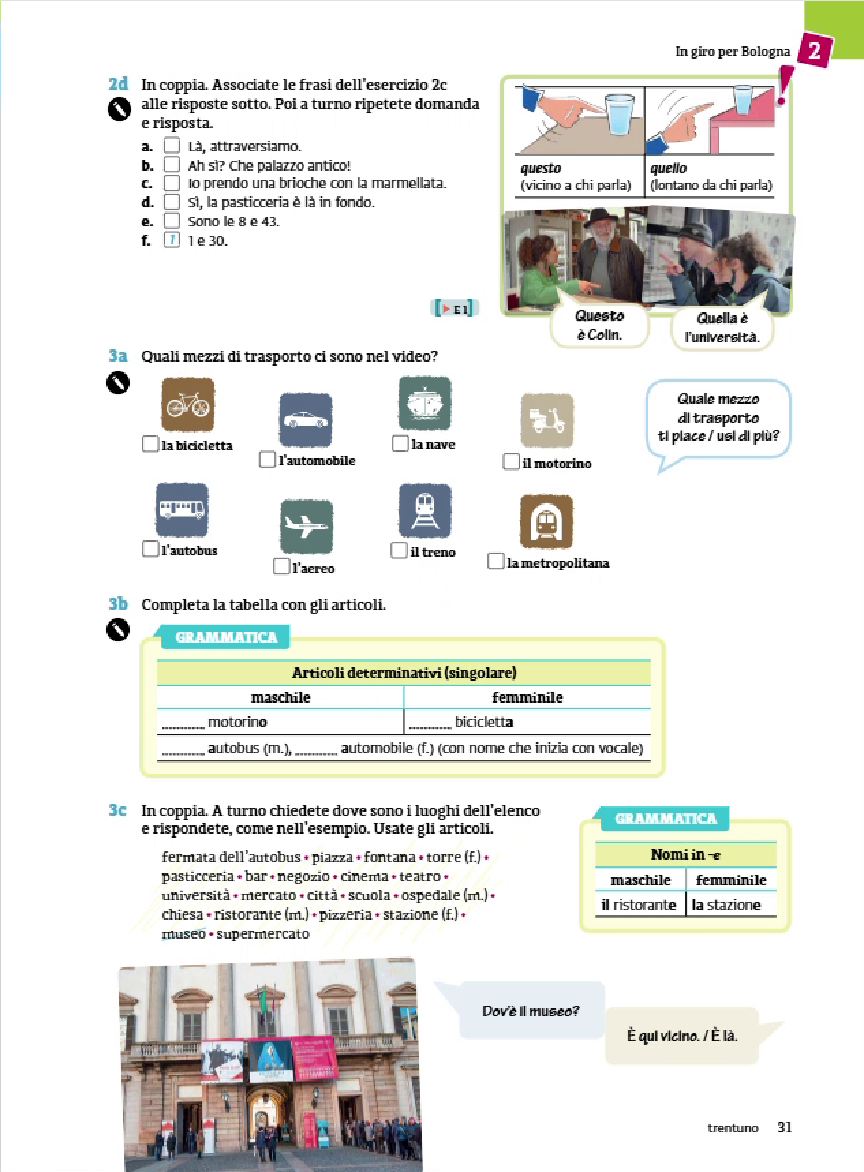 In giro per Bologna 2
2d In coppia. Associate le frasi dell'esercizio 2c
alle risposte sotto. Poi a turno ripetete domanda
e risposta.
a. Là, attraversiamo.
b. Ah sì? Che palazzo antico!
c. Io prendo una brioche con la marmellata.
d. Sì, la pasticceria è là in fondo.
e. Sono le 8 e 43.
f. 1 1 e 30.
E1
!
questo
(vicino a chi parla)
quello
(lontano da chi parla)
Questo
è Colin.
Quella è
l'università.
3a Quali mezzi di trasporto ci sono nel video?
la bicicletta
l'automobile
la nave
il motorino
l'autobus
l'aereo
il treno
la metropolitana
Quale mezzo
di trasporto
ti piace / usi di più?
3b Completa la tabella con gli articoli.
GRAMMATICA
Articoli determinativi (singolare)
maschile femminile
........... motorino ........... bicicletta
........... autobus (m.), ........... automobile (f.) (con nome che inizia con vocale)
3c In coppia. A turno chiedete dove sono i luoghi dell'elenco
e rispondete, come nell'esempio. Usate gli articoli.
fermata dell'autobus • piazza • fontana • torre (f.) •
pasticceria • bar • negozio • cinema • teatro •
università • mercato • città • scuola • ospedale (m.) •
chiesa • ristorante (m.) • pizzeria • stazione (f.) •
museo • supermercato
GRAMMATICA
Nomi in -e
maschile femminile
il ristorante la stazione
Dov'è il museo?
È qui vicino. / È là.
trentuno 31